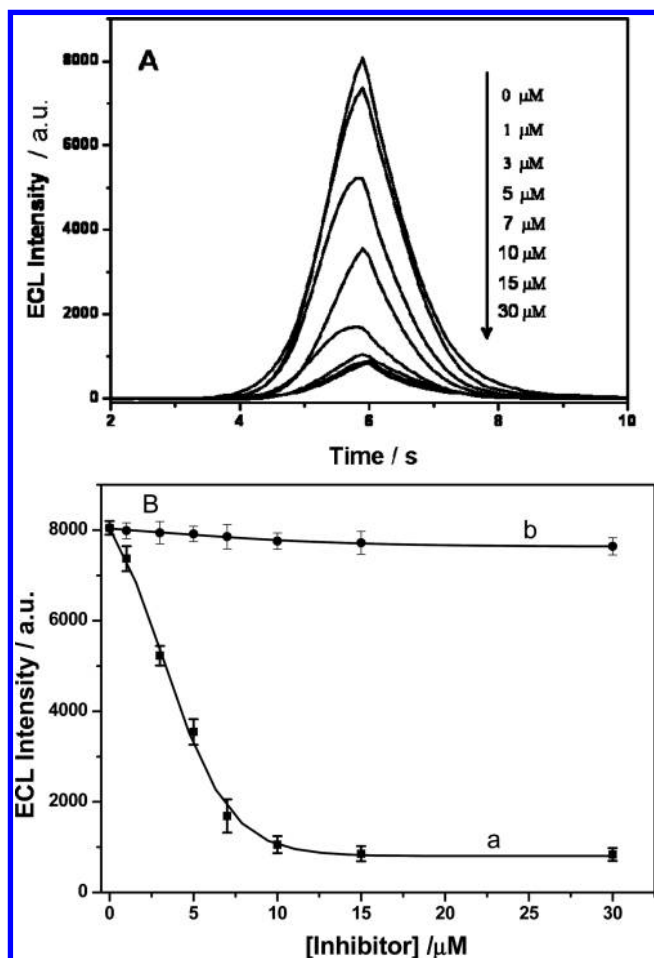 A
8000
6000
4000
2000
0
ECL Intensity / a.u.
0 μM
1 μM
3 μM
5 μM
7 μM
10 μM
15 μM
30 μM
2 4 6 8 10
Time / s
B
b
a
8000
6000
4000
2000
0
ECL Intensity / a.u.
0 5 10 15 20 25 30
[Inhibitor] /μM